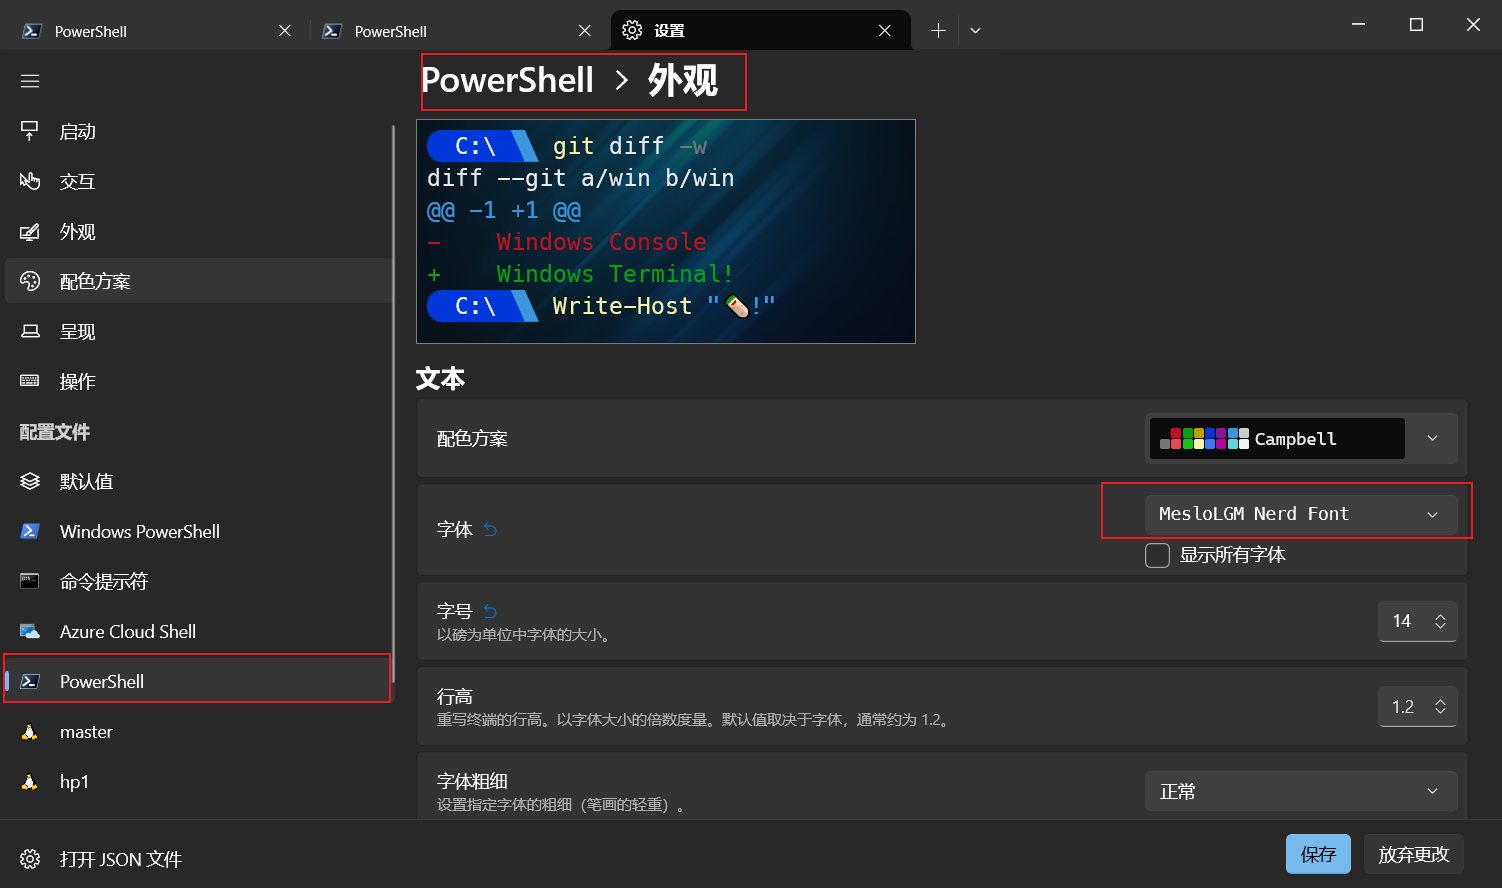 PowerShell
PowerShell
设置
启动
交互
外观
配色方案
呈现
操作
配置文件
默认值
Windows PowerShell
命令提示符
Azure Cloud Shell
PowerShell
master
hp1
打开 JSON 文件
PowerShell > 外观
C:\ git diff -w
diff --git a/win b/win
@@ -1 +1 @@
- Windows Console
+ Windows Terminal!
C:\ Write-Host "🌯!"
文本
配色方案
Campbell
字体
MesloLGM Nerd Font
显示所有字体
字号
以磅为单位中字体的大小。
14
行高
重写终端的行高。以字体大小的倍数度量。默认值取决于字体，通常约为 1.2。
1.2
字体粗细
设置指定字体的粗细（笔画的轻重）。
正常
保存
放弃更改